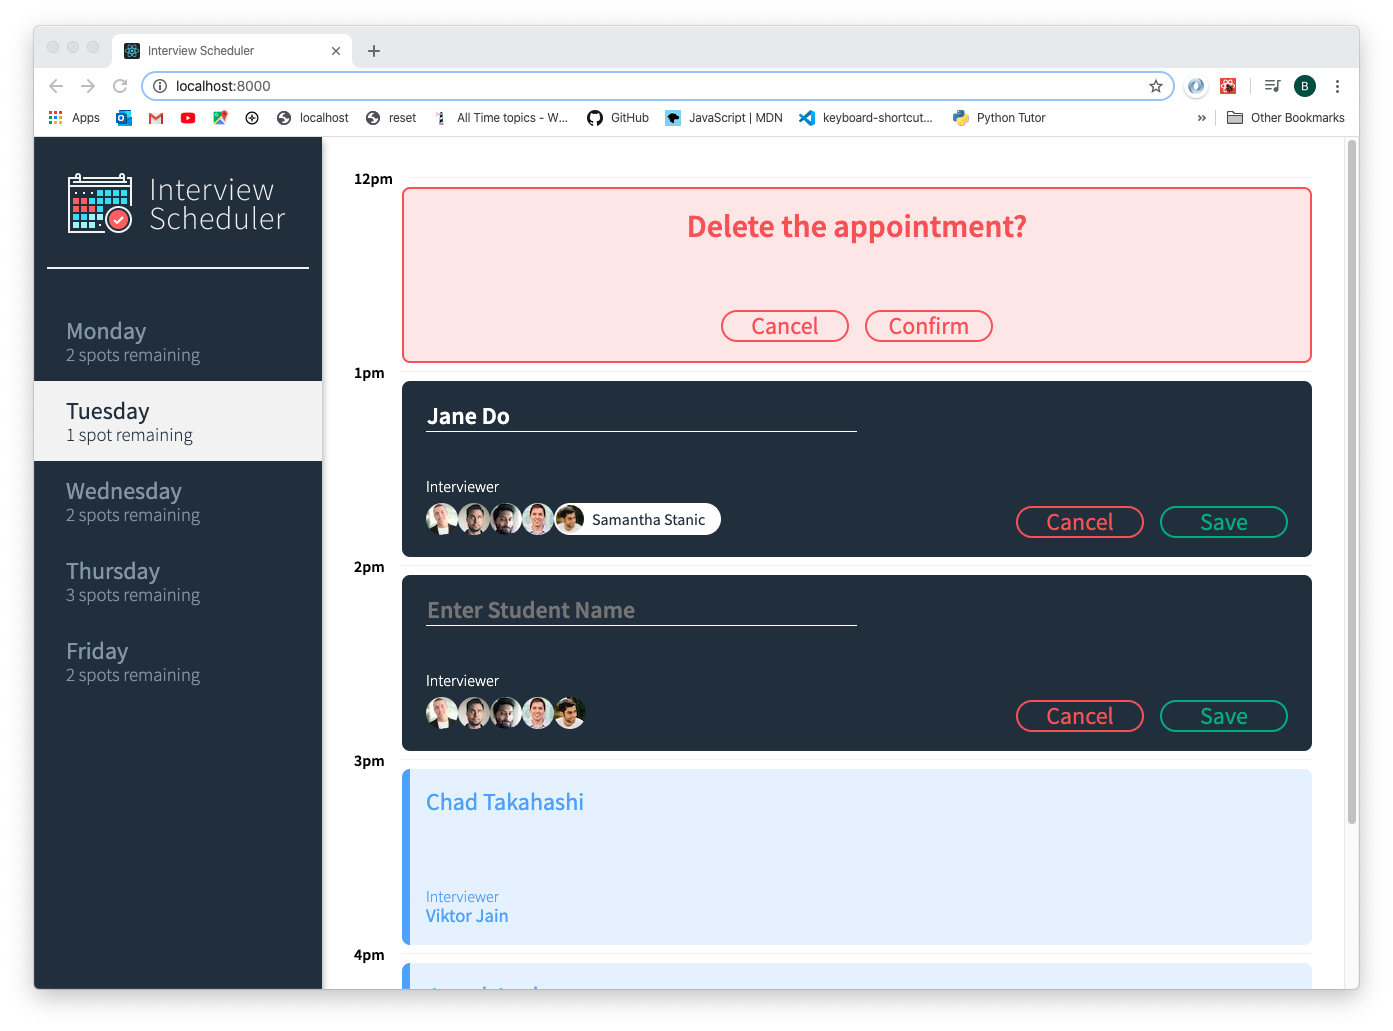 Interview Scheduler
localhost:8000
B
Apps
localhost
reset
All Time topics - W...
GitHub
JavaScript | MDN
keyboard-shortcut...
Python Tutor
»
Other Bookmarks
Interview
Scheduler
Monday
2 spots remaining
Tuesday
1 spot remaining
Wednesday
2 spots remaining
Thursday
3 spots remaining
Friday
2 spots remaining
12pm
Delete the appointment?
Cancel
Confirm
1pm
Jane Do
Interviewer
Samantha Stanic
Cancel
Save
2pm
Enter Student Name
Interviewer
Cancel
Save
3pm
Chad Takahashi
Interviewer
Viktor Jain
4pm